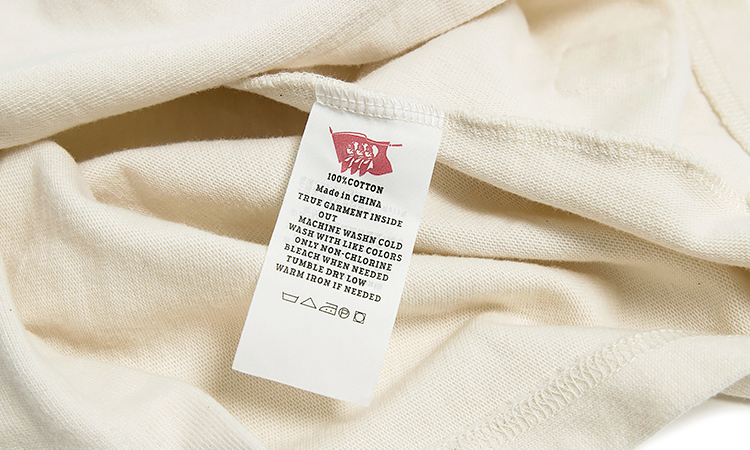 100%COTTON
Made in CHINA
TRUE GARMENT INSIDE
OUT
MACHINE WASHN COLD
WASH WITH LIKE COLORS
ONLY NON-CHLORINE
BLEACH WHEN NEEDED
TUMBLE DRY LOW
WARM IRON IF NEEDED